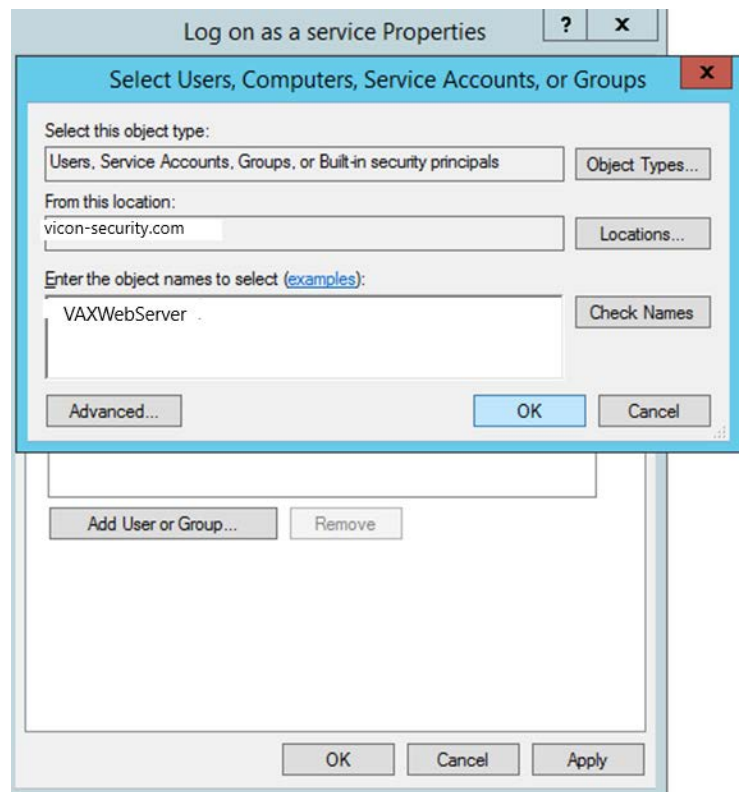 Log on as a service Properties
? x
Select Users, Computers, Service Accounts, or Groups
x
Select this object type:
Users, Service Accounts, Groups, or Built-in security principals
Object Types...
From this location:
vicon-security.com
Locations...
Enter the object names to select (examples):
VAXWebServer
Check Names
Advanced...
OK
Cancel
Add User or Group...
Remove
OK
Cancel
Apply